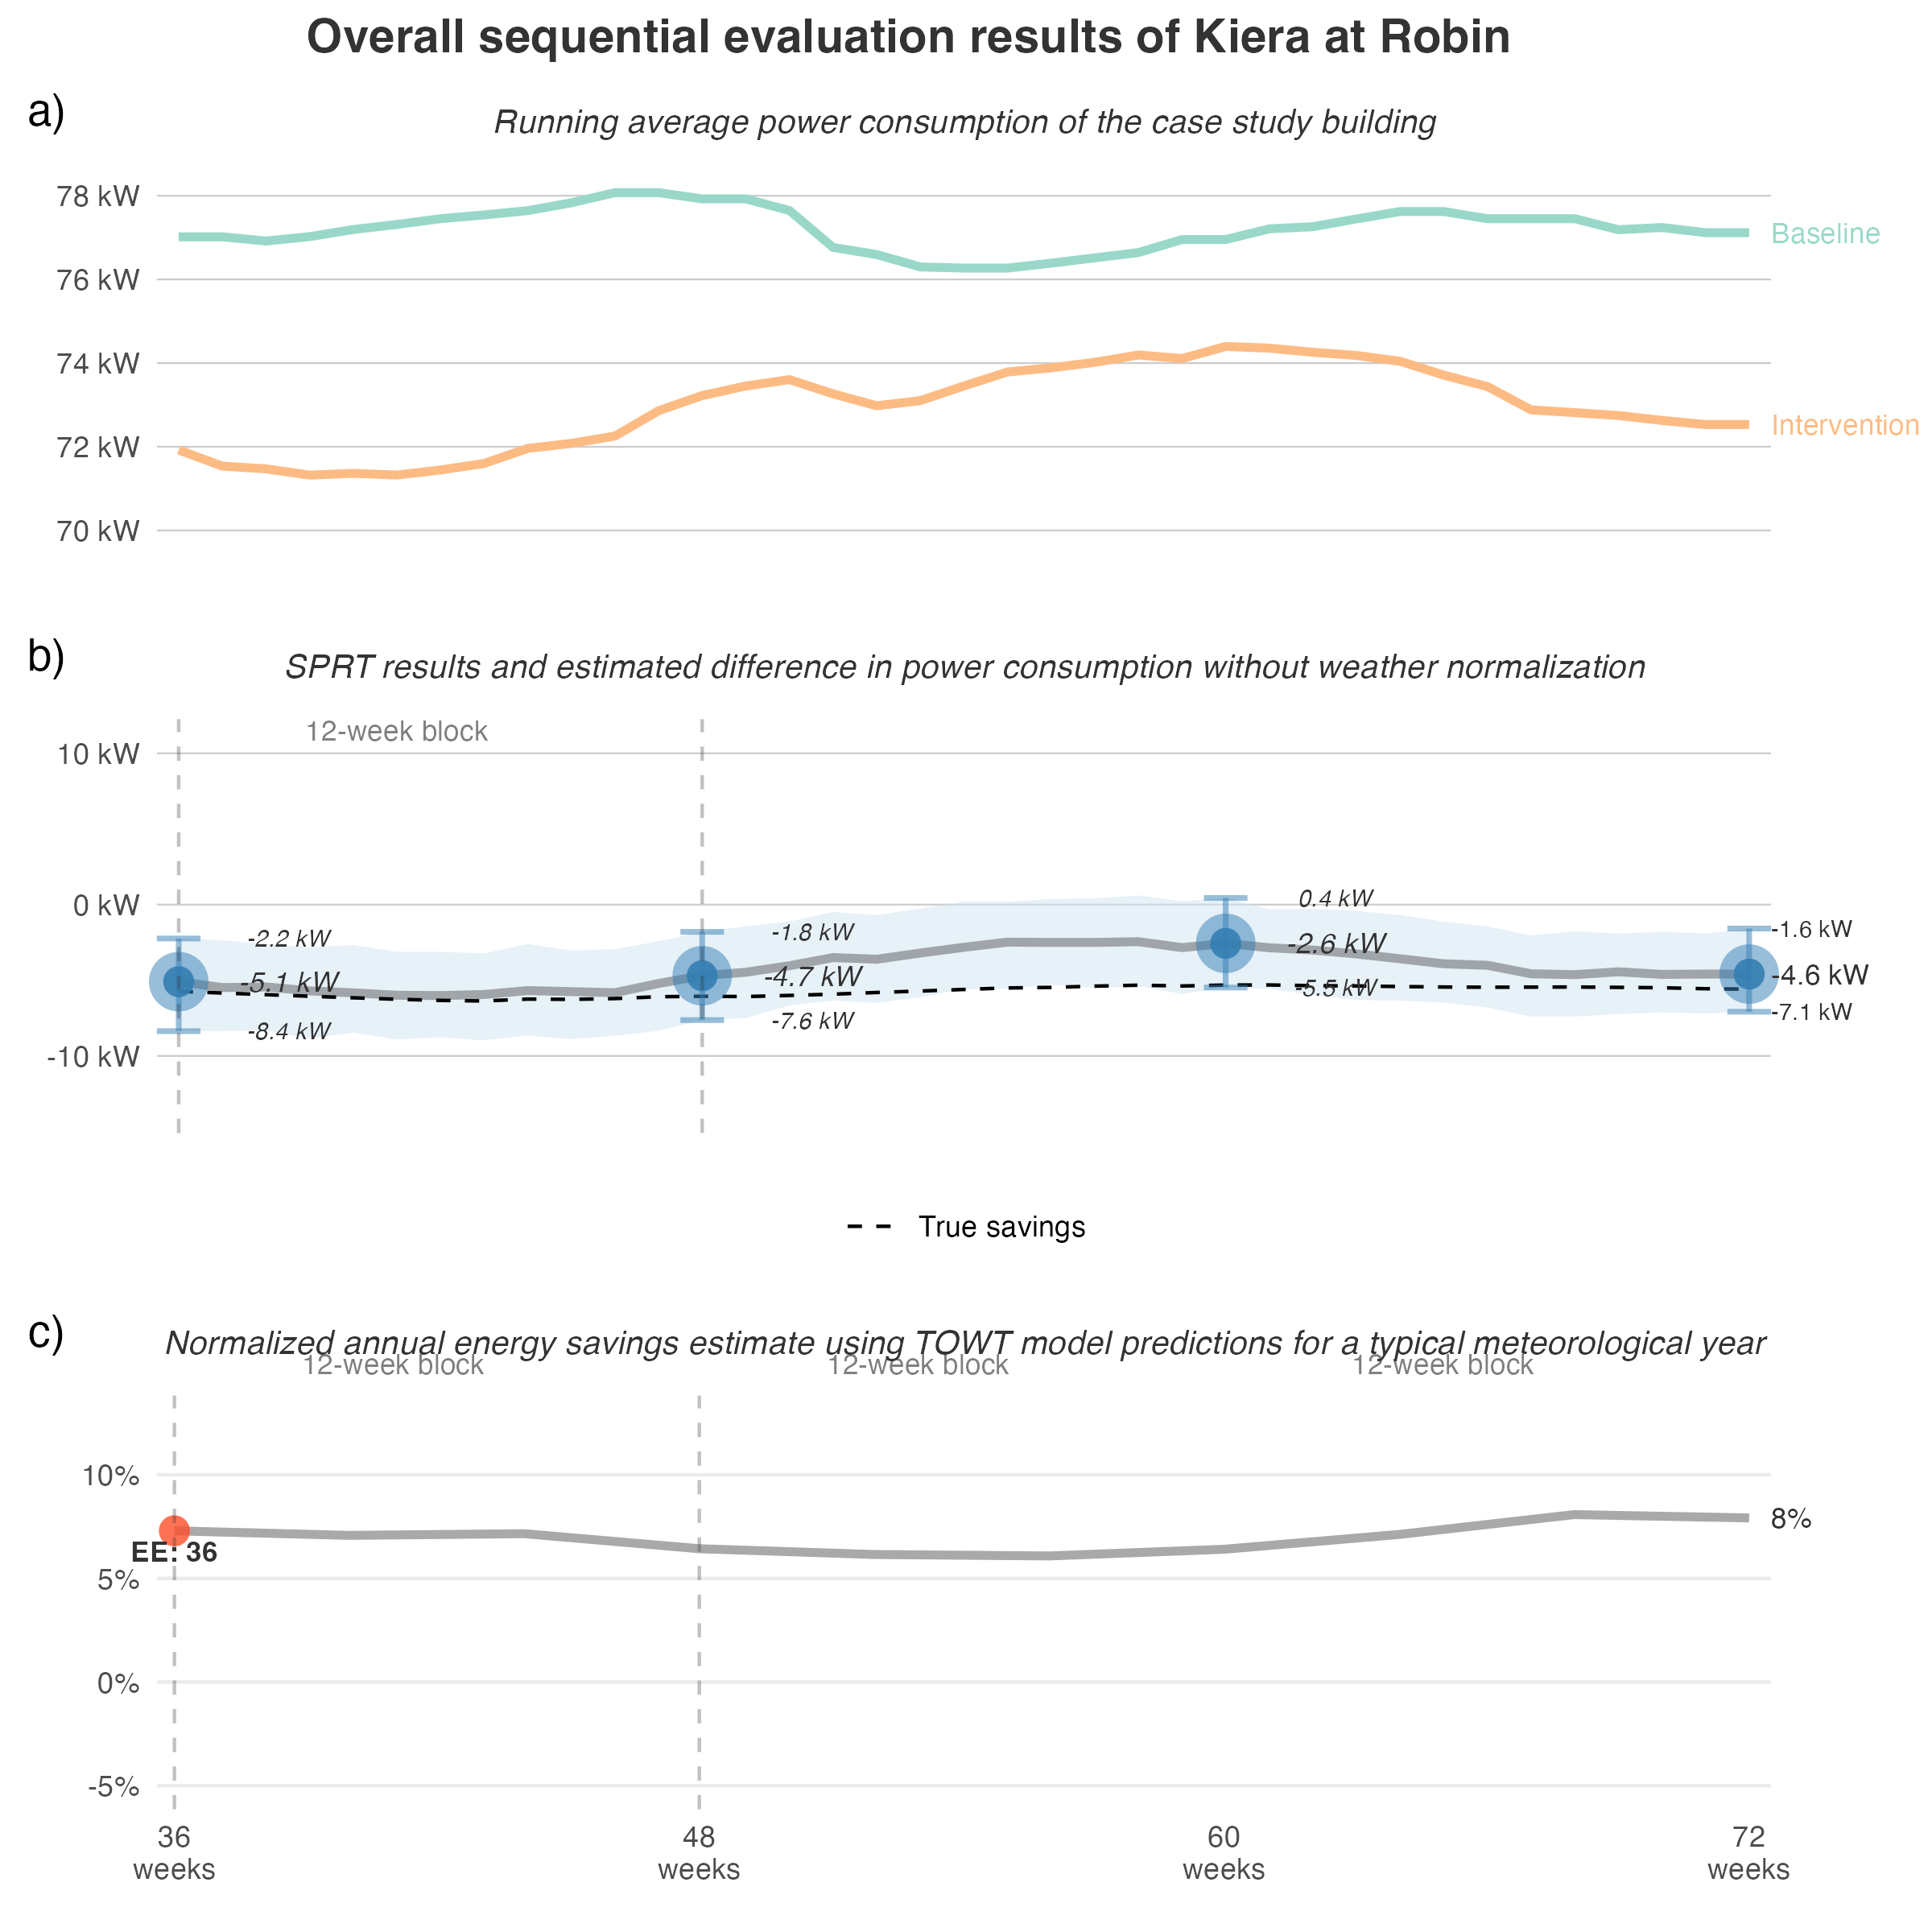 Overall sequential evaluation results of Kiera at Robin
a)
Running average power consumption of the case study building
78 kW
76 kW
74 kW
72 kW
70 kW
Baseline
Intervention
b)
SPRT results and estimated difference in power consumption without weather normalization
12-week block
10 kW
0 kW
-10 kW
-2.2 kW
-5.1 kW
-8.4 kW
-1.8 kW
-4.7 kW
-7.6 kW
0.4 kW
-2.6 kW
-5.5 kW
-1.6 kW
-4.6 kW
-7.1 kW
True savings
c)
Normalized annual energy savings estimate using TOWT model predictions for a typical meteorological year
12-week block
12-week block
12-week block
10%
5%
0%
-5%
EE: 36
8%
36
weeks
48
weeks
60
weeks
72
weeks